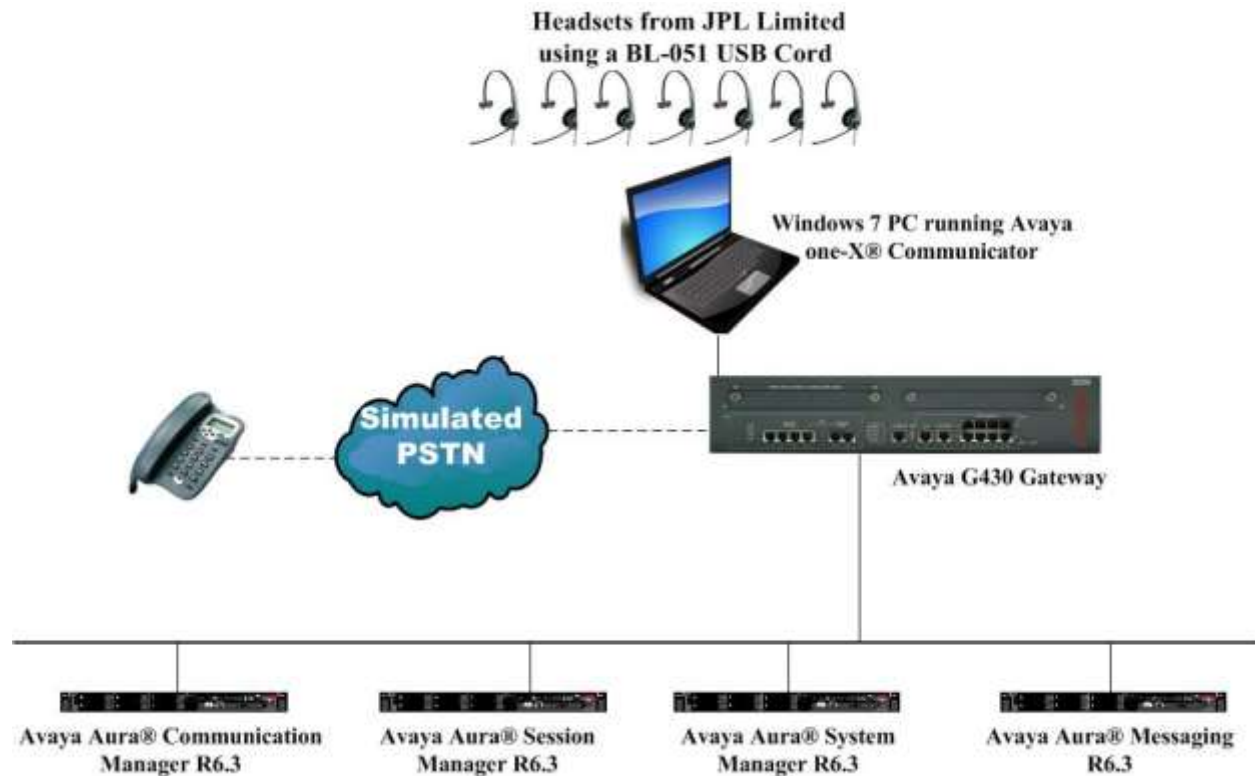 Headsets from JPL Limited
using a BL-051 USB Cord
Windows 7 PC running Avaya
one-X® Communicator
Simulated
PSTN
Avaya G430 Gateway
Avaya Aura® Communication
Manager R6.3
Avaya Aura® Session
Manager R6.3
Avaya Aura® System
Manager R6.3
Avaya Aura® Messaging
R6.3